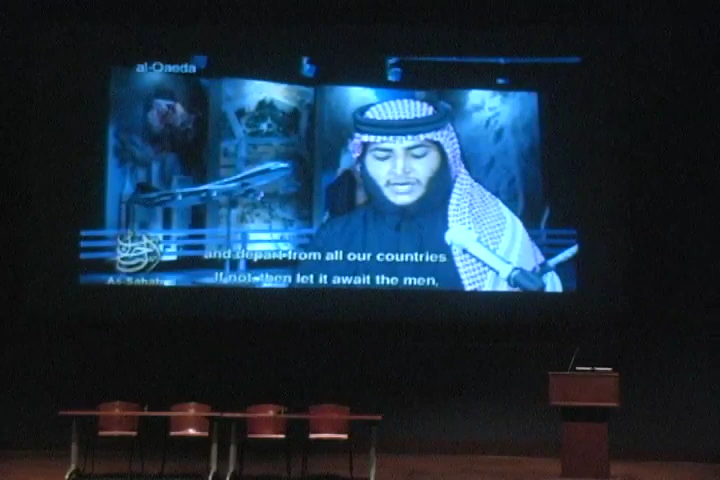 al-Qaeda
and depart from all our countries
If not, then let it await the men,
As-Sahab